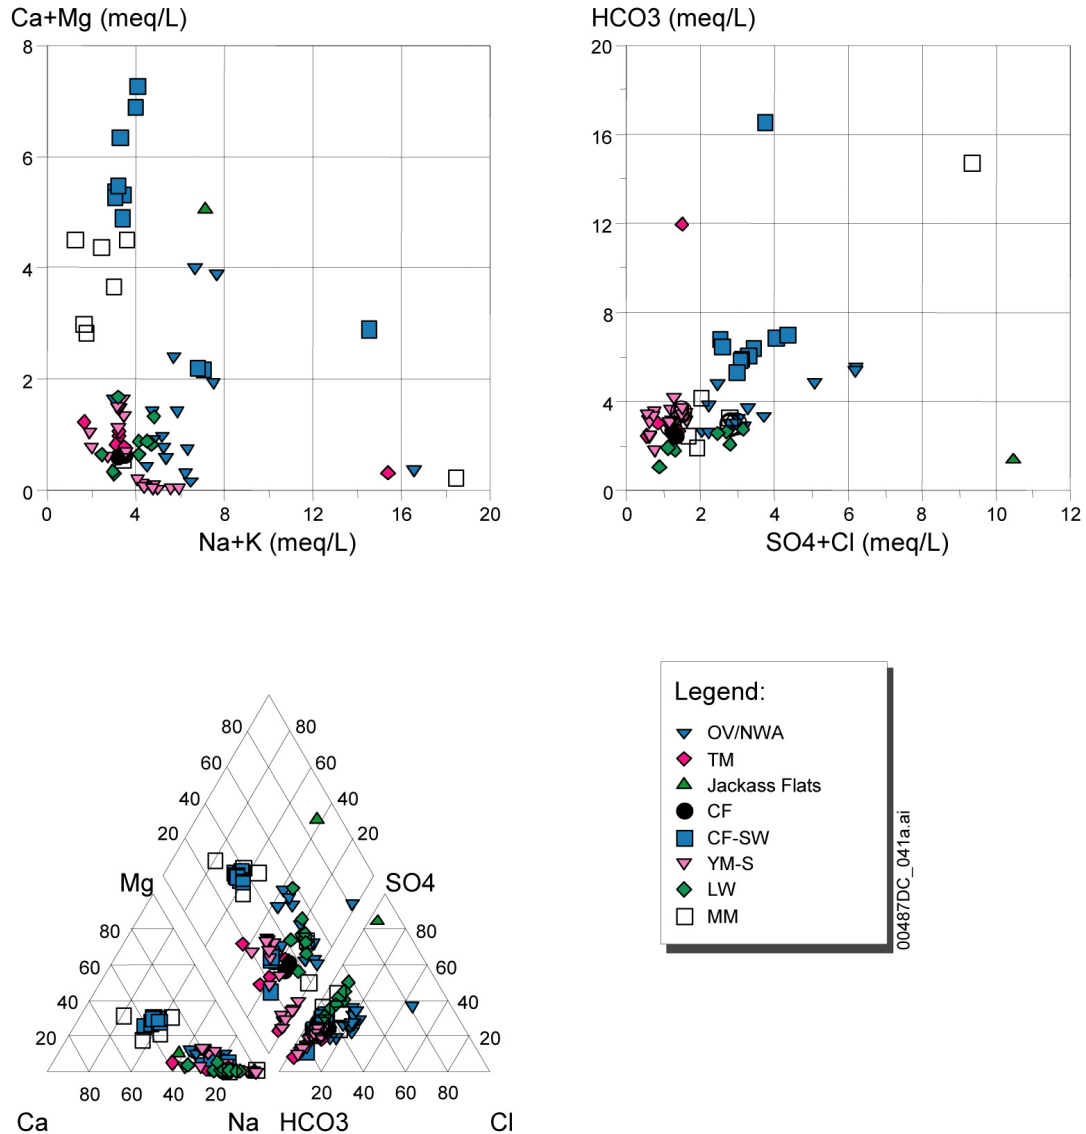 Ca+Mg (meq/L)
8
6
4
2
0
0 4 8 12 16 20
Na+K (meq/L)
HCO3 (meq/L)
20
16
12
8
4
0
0 2 4 6 8 10 12
SO4+Cl (meq/L)
80 80
60 60
40 40
20 20
Mg SO4
80 80
60 60
40 40
20 20
80 60 40 20 20 40 60 80
Ca Na HCO3 Cl
Legend:
OV/NWA
TM
Jackass Flats
CF
CF-SW
YM-S
LW
MM
00487DC_041a.ai